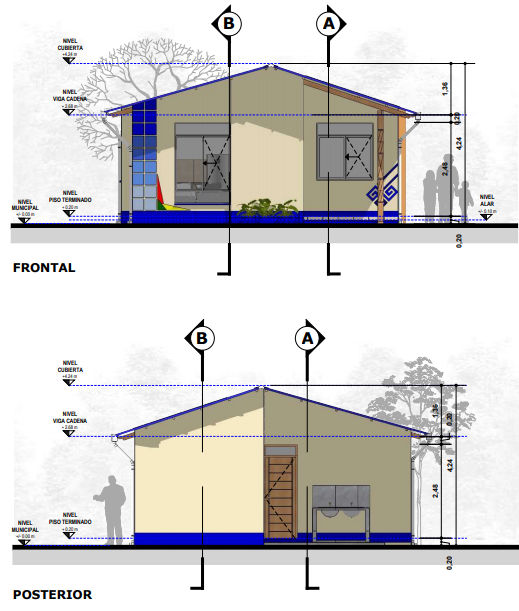 B
A
NIVEL
CUBIERTA
+4.24 m
NIVEL
VIGA CADENA
+2.68 m
NIVEL
PISO TERMINADO
+0.20 m
NIVEL
MUNICIPAL
+/- 0.00 m
NIVEL
ALAR
+/- 0.10 m
1,36
0,20
4,24
2,48
0,20
FRONTAL
B
A
NIVEL
CUBIERTA
+4.24 m
NIVEL
VIGA CADENA
+2.68 m
NIVEL
PISO TERMINADO
+0.20 m
NIVEL
MUNICIPAL
+/- 0.00 m
1,36
0,20
4,24
2,48
0,20
POSTERIOR